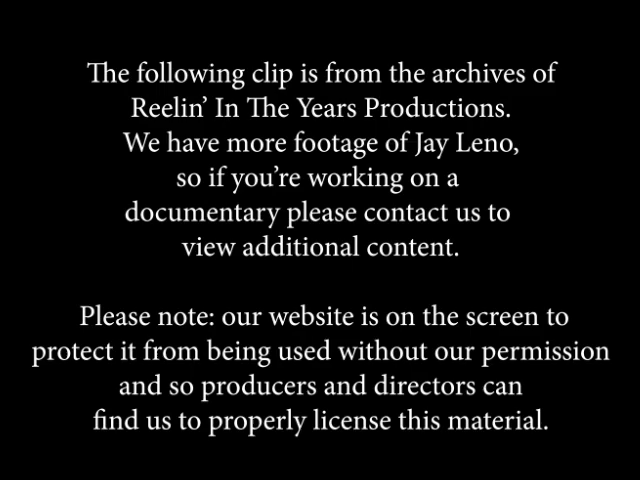 The following clip is from the archives of
Reelin’ In The Years Productions.
We have more footage of Jay Leno,
so if you’re working on a
documentary please contact us to
view additional content.
Please note: our website is on the screen to
protect it from being used without our permission
and so producers and directors can
find us to properly license this material.